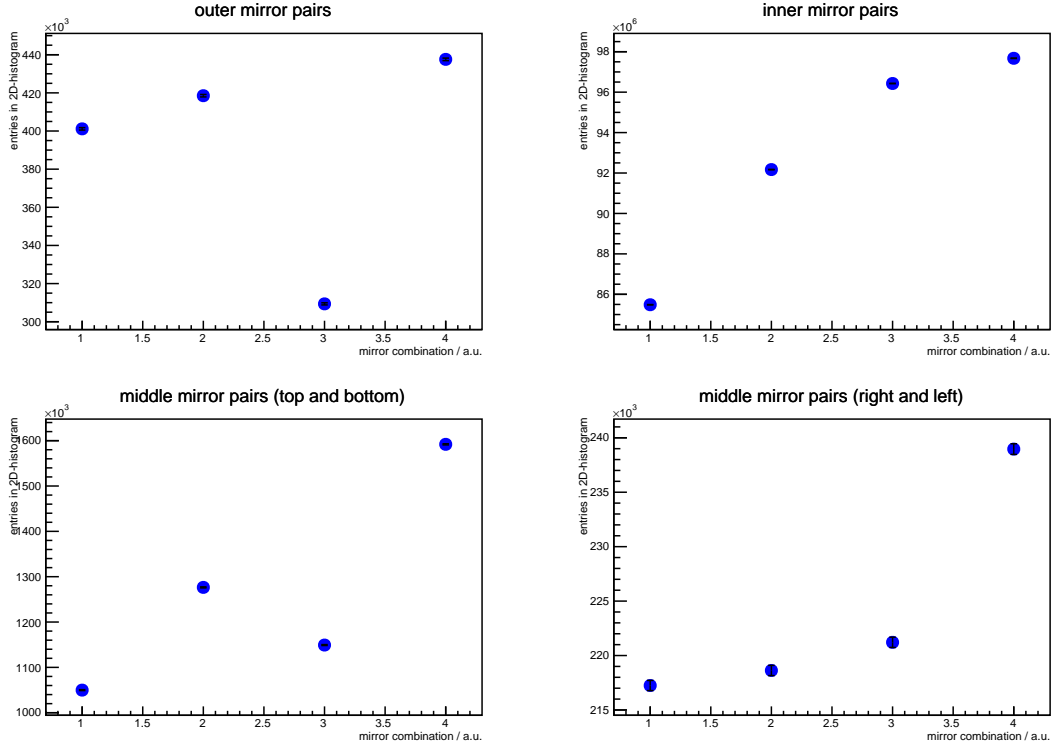 outer mirror pairs
×10³
entries in 2D-histogram
440
420
400
380
360
340
320
300
1 1.5 2 2.5 3 3.5 4
mirror combination / a.u.
inner mirror pairs
×10⁶
entries in 2D-histogram
98
96
94
92
90
88
86
1 1.5 2 2.5 3 3.5 4
mirror combination / a.u.
middle mirror pairs (top and bottom)
×10³
entries in 2D-histogram
1600
1500
1400
1300
1200
1100
1000
1 1.5 2 2.5 3 3.5 4
mirror combination / a.u.
middle mirror pairs (right and left)
×10³
entries in 2D-histogram
240
235
230
225
220
215
1 1.5 2 2.5 3 3.5 4
mirror combination / a.u.